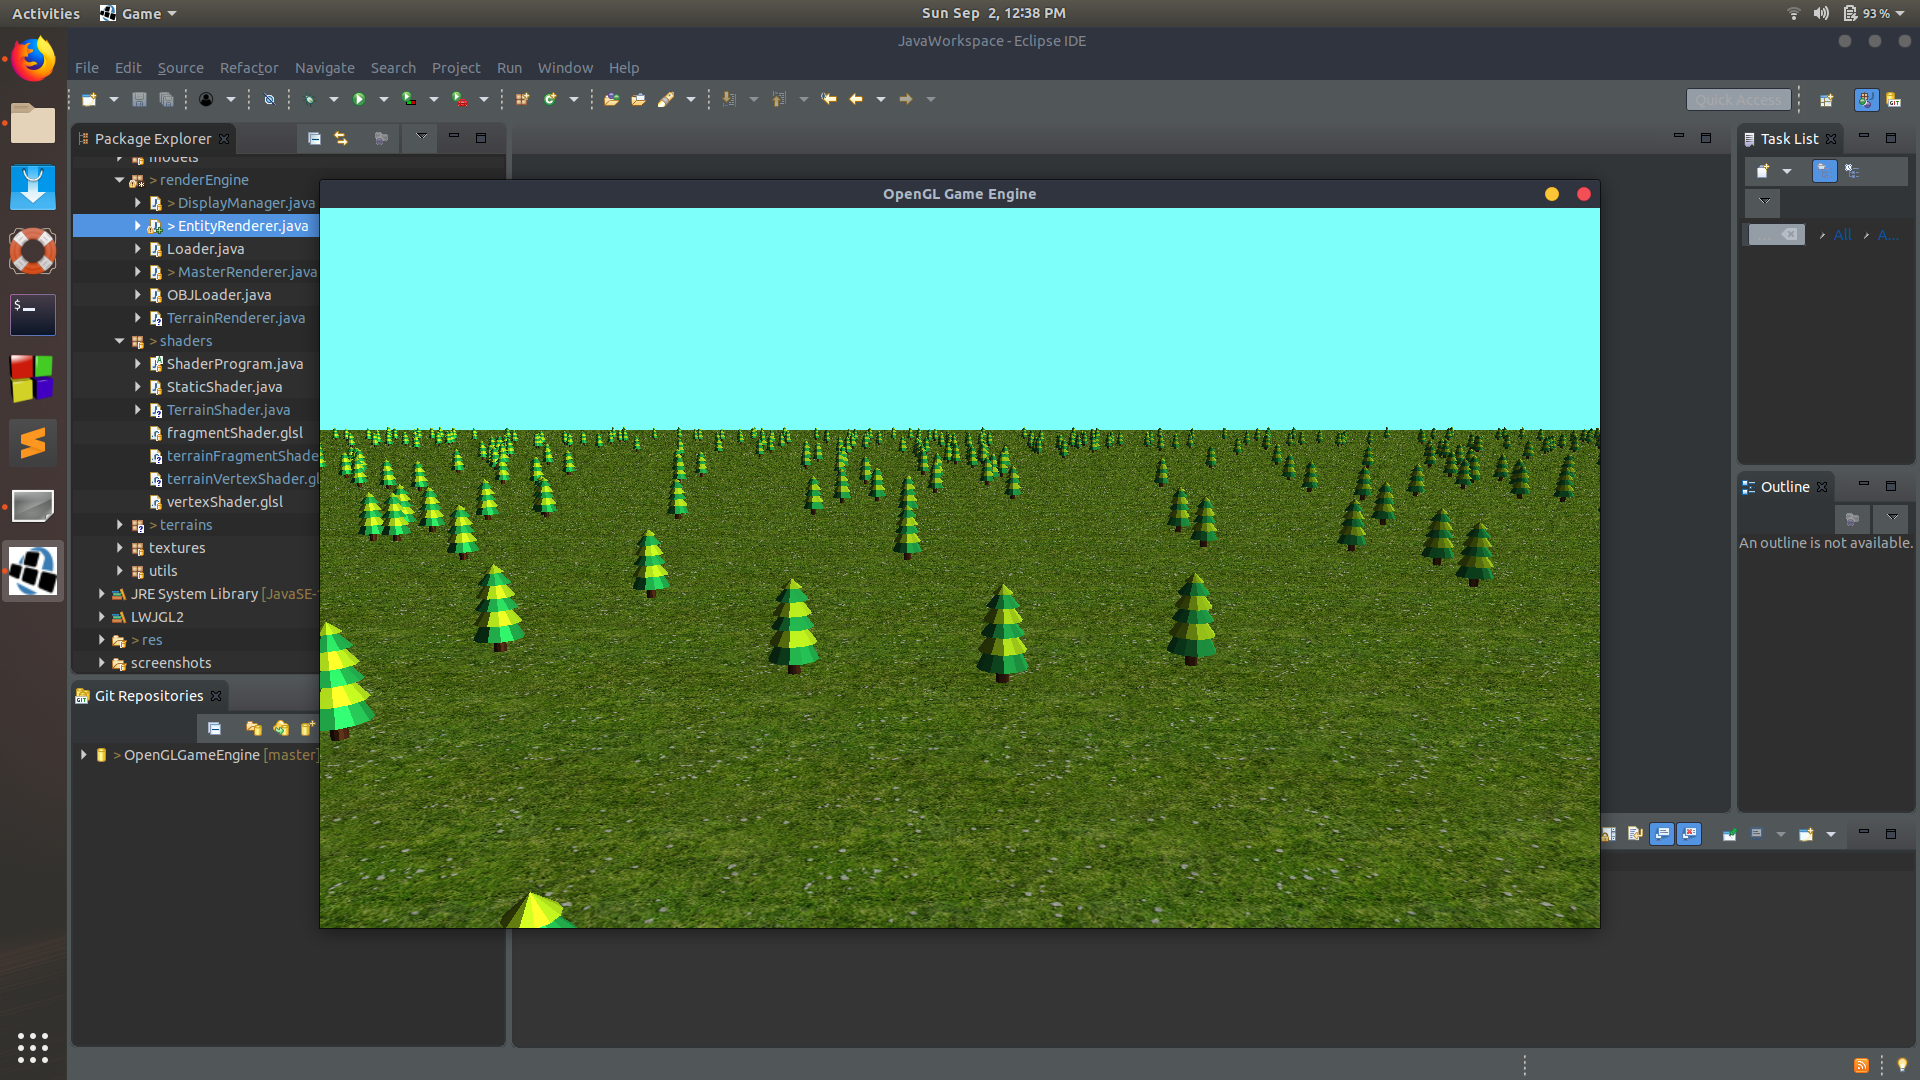 Activities Game Sun Sep 2, 12:38 PM 93 %
JavaWorkspace - Eclipse IDE
File Edit Source Refactor Navigate Search Project Run Window Help
Quick Access
Package Explorer
Task List
models
> renderEngine
OpenGL Game Engine
> DisplayManager.java
> EntityRenderer.java
All A...
Loader.java
> MasterRenderer.java
OBJLoader.java
TerrainRenderer.java
> shaders
ShaderProgram.java
StaticShader.java
TerrainShader.java
fragmentShader.glsl
terrainFragmentShade
terrainVertexShader.gl
vertexShader.glsl
Outline
> terrains
An outline is not available.
textures
utils
JRE System Library [JavaSE-
LWJGL2
> res
screenshots
Git Repositories
> OpenGLGameEngine [master]